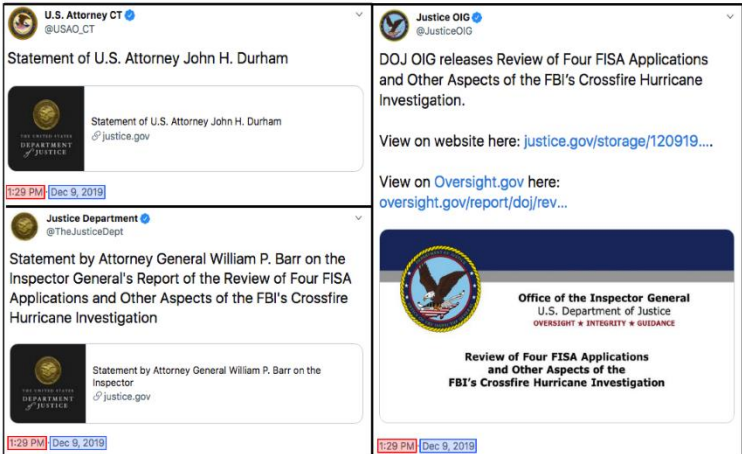 U.S. Attorney CT
@USAO_CT
Statement of U.S. Attorney John H. Durham
THE UNITED STATES
DEPARTMENT
of JUSTICE
Statement of U.S. Attorney John H. Durham
justice.gov
1:29 PM · Dec 9, 2019
Justice Department
@TheJusticeDept
Statement by Attorney General William P. Barr on the
Inspector General's Report of the Review of Four FISA
Applications and Other Aspects of the FBI's Crossfire
Hurricane Investigation
THE UNITED STATES
DEPARTMENT
of JUSTICE
Statement by Attorney General William P. Barr on the
Inspector
justice.gov
1:29 PM · Dec 9, 2019
Justice OIG
@JusticeOIG
DOJ OIG releases Review of Four FISA Applications
and Other Aspects of the FBI's Crossfire Hurricane
Investigation.
View on website here: justice.gov/storage/120919....
View on Oversight.gov here:
oversight.gov/report/doj/rev...
Office of the Inspector General
U.S. Department of Justice
OVERSIGHT ★ INTEGRITY ★ GUIDANCE
Review of Four FISA Applications
and Other Aspects of the
FBI's Crossfire Hurricane Investigation
1:29 PM · Dec 9, 2019